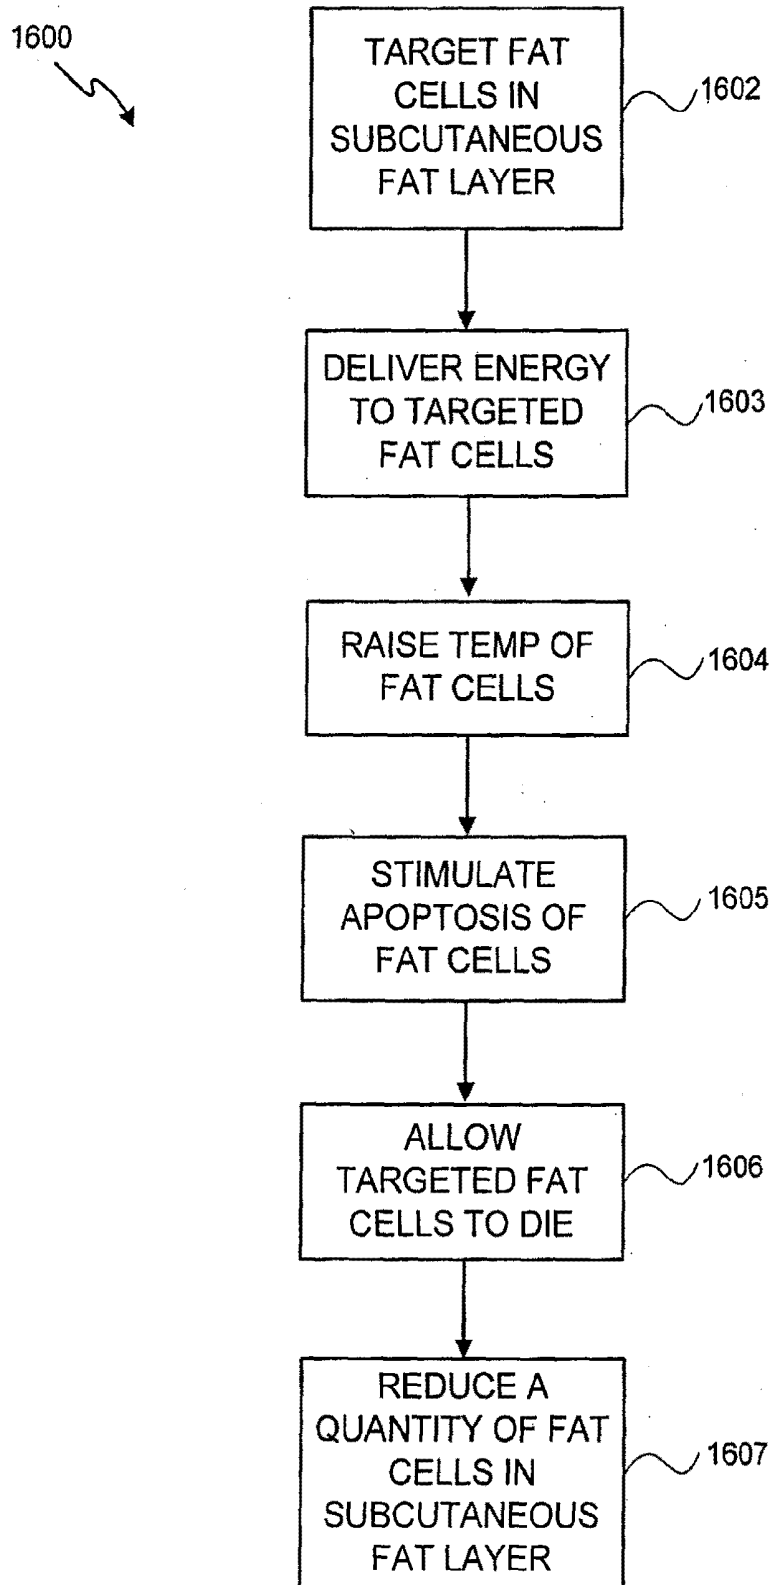 1600
TARGET FAT
CELLS IN
SUBCUTANEOUS
FAT LAYER
1602
DELIVER ENERGY
TO TARGETED
FAT CELLS
1603
RAISE TEMP OF
FAT CELLS
1604
STIMULATE
APOPTOSIS OF
FAT CELLS
1605
ALLOW
TARGETED FAT
CELLS TO DIE
1606
REDUCE A
QUANTITY OF FAT
CELLS IN
SUBCUTANEOUS
FAT LAYER
1607